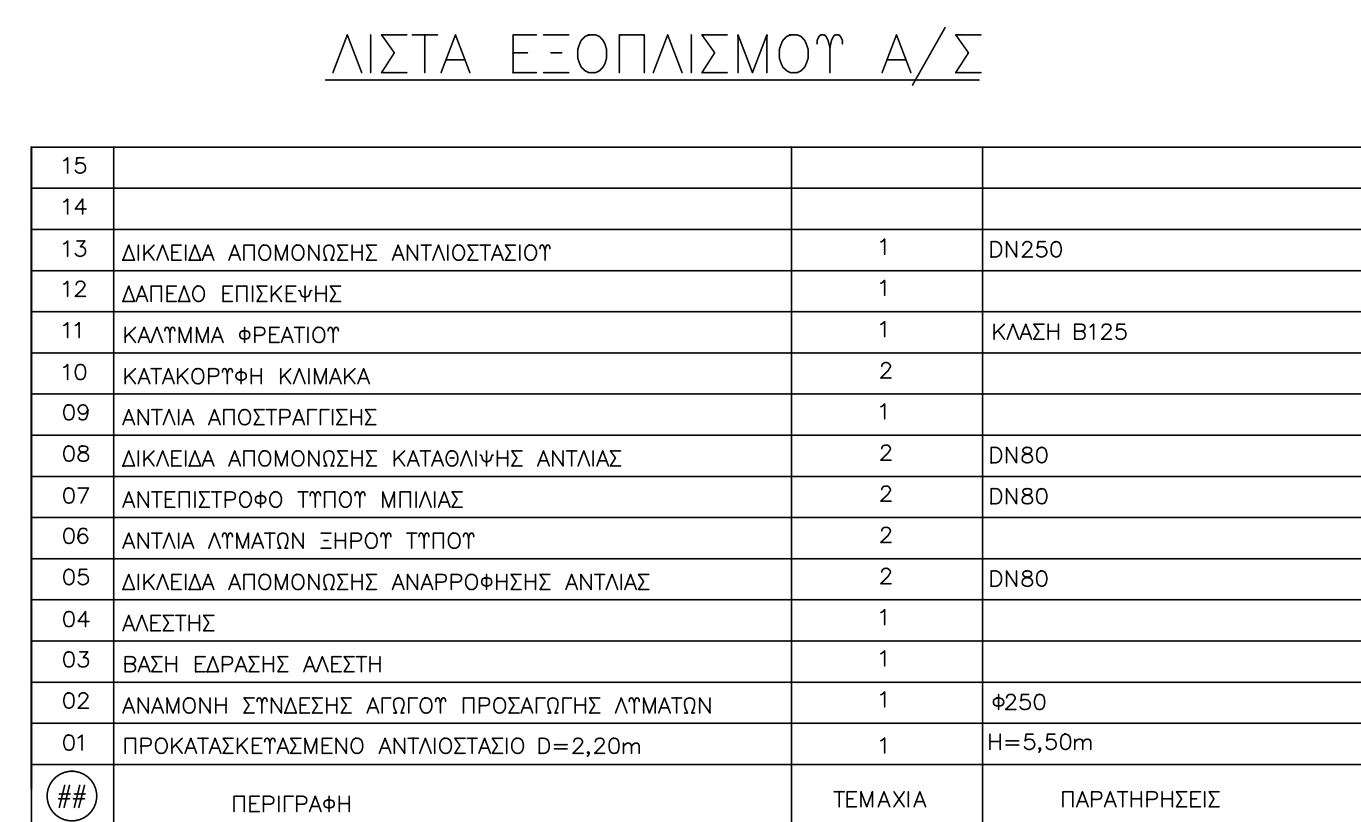 ΛΙΣΤΑ ΕΞΟΠΛΙΣΜΟΥ Α/Σ
15
14
13 ΔΙΚΛΕΙΔΑ ΑΠΟΜΟΝΩΣΗΣ ΑΝΤΛΙΟΣΤΑΣΙΟΥ 1 DN250
12 ΔΑΠΕΔΟ ΕΠΙΣΚΕΨΗΣ 1
11 ΚΑΛΥΜΜΑ ΦΡΕΑΤΙΟΥ 1 ΚΛΑΣΗ Β125
10 ΚΑΤΑΚΟΡΥΦΗ ΚΛΙΜΑΚΑ 2
09 ΑΝΤΛΙΑ ΑΠΟΣΤΡΑΓΓΙΣΗΣ 1
08 ΔΙΚΛΕΙΔΑ ΑΠΟΜΟΝΩΣΗΣ ΚΑΤΑΘΛΙΨΗΣ ΑΝΤΛΙΑΣ 2 DN80
07 ΑΝΤΕΠΙΣΤΡΟΦΟ ΤΥΠΟΥ ΜΠΙΛΙΑΣ 2 DN80
06 ΑΝΤΛΙΑ ΛΥΜΑΤΩΝ ΞΗΡΟΥ ΤΥΠΟΥ 2
05 ΔΙΚΛΕΙΔΑ ΑΠΟΜΟΝΩΣΗΣ ΑΝΑΡΡΟΦΗΣΗΣ ΑΝΤΛΙΑΣ 2 DN80
04 ΑΛΕΣΤΗΣ 1
03 ΒΑΣΗ ΕΔΡΑΣΗΣ ΑΛΕΣΤΗ 1
02 ΑΝΑΜΟΝΗ ΣΥΝΔΕΣΗΣ ΑΓΩΓΟΥ ΠΡΟΣΑΓΩΓΗΣ ΛΥΜΑΤΩΝ 1 Φ250
01 ΠΡΟΚΑΤΑΣΚΕΥΑΣΜΕΝΟ ΑΝΤΛΙΟΣΤΑΣΙΟ D=2,20m 1 H=5,50m
## ΠΕΡΙΓΡΑΦΗ ΤΕΜΑΧΙΑ ΠΑΡΑΤΗΡΗΣΕΙΣ